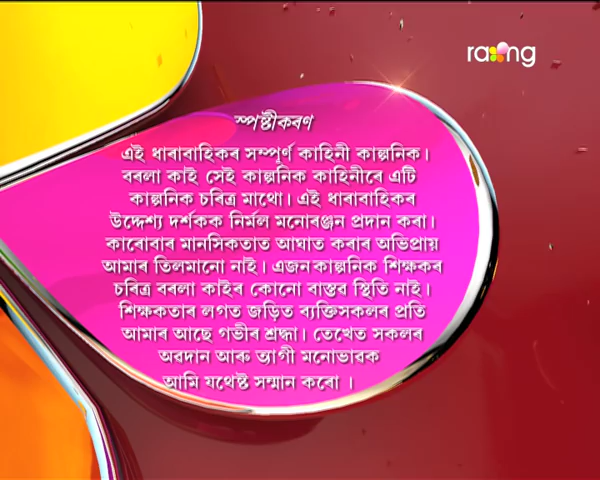 rang
স্পষ্টীকৰণ
এই ধাৰাবাহিকৰ সম্পূৰ্ণ কাহিনী কাল্পনিক।
বৰলা কাই সেই কাল্পনিক কাহিনীৰে এটি
কাল্পনিক চৰিত্ৰ মাথো। এই ধাৰাবাহিকৰ
উদ্দেশ্য দৰ্শকক নিৰ্মল মনোৰঞ্জন প্ৰদান কৰা।
কাৰোবাৰ মানসিকতাত আঘাত কৰাৰ অভিপ্ৰায়
আমাৰ তিলমানো নাই। এজন কাল্পনিক শিক্ষকৰ
চৰিত্ৰ বৰলা কাইৰ কোনো বাস্তৱ স্থিতি নাই।
শিক্ষকতাৰ লগত জড়িত ব্যক্তিসকলৰ প্ৰতি
আমাৰ আছে গভীৰ শ্ৰদ্ধা। তেখেত সকলৰ
অৱদান আৰু ত্যাগী মনোভাৱক
আমি যথেষ্ট সন্মান কৰো ।